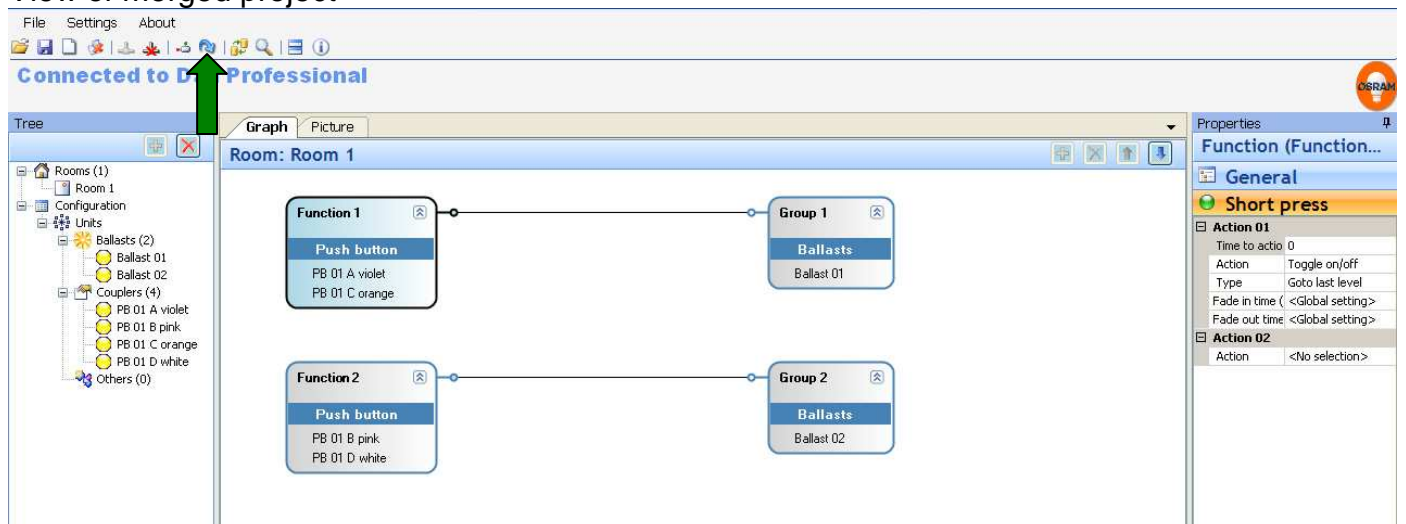 View of merged project
File Settings About
Connected to D Professional
OSRAM
Tree
Rooms (1)
Room 1
Configuration
Units
Ballasts (2)
Ballast 01
Ballast 02
Couplers (4)
PB 01 A violet
PB 01 B pink
PB 01 C orange
PB 01 D white
Others (0)
Graph Picture
Room: Room 1
Function 1
Push button
PB 01 A violet
PB 01 C orange
Group 1
Ballasts
Ballast 01
Function 2
Push button
PB 01 B pink
PB 01 D white
Group 2
Ballasts
Ballast 02
Properties
Function (Function...
General
Short press
Action 01
Time to actio 0
Action Toggle on/off
Type Goto last level
Fade in time ( <Global setting>
Fade out time <Global setting>
Action 02
Action <No selection>